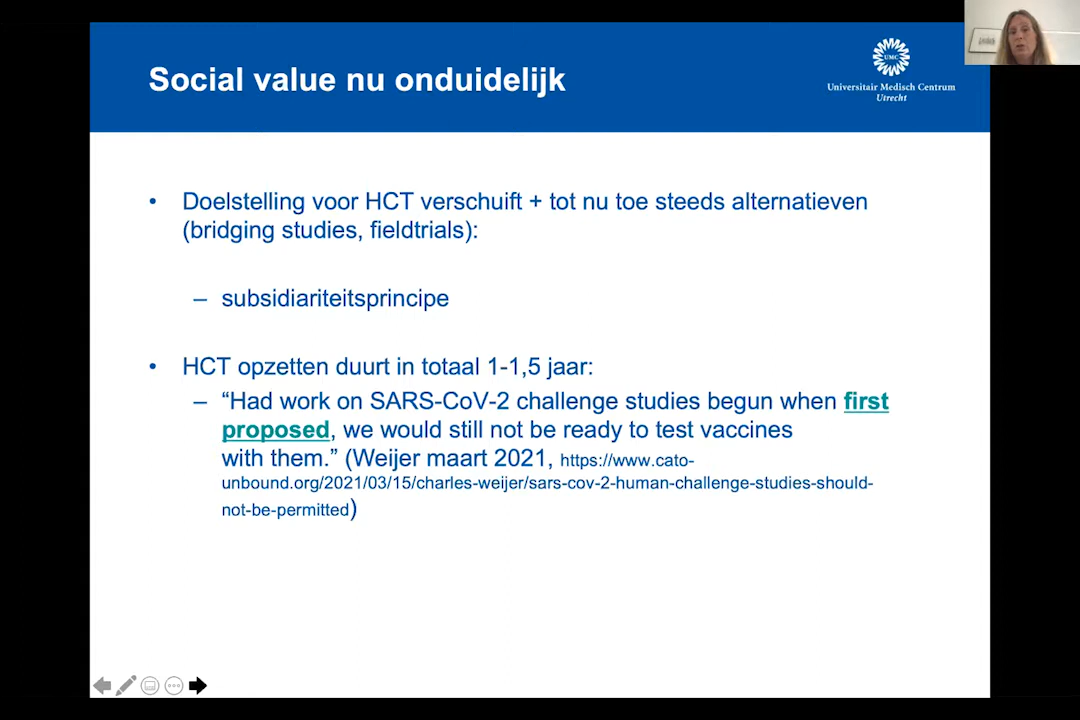 Social value nu onduidelijk
UMC
Universitair Medisch Centrum
Utrecht
• Doelstelling voor HCT verschuift + tot nu toe steeds alternatieven
(bridging studies, fieldtrials):
– subsidiariteitsprincipe
• HCT opzetten duurt in totaal 1-1,5 jaar:
– “Had work on SARS-CoV-2 challenge studies begun when first
proposed, we would still not be ready to test vaccines
with them.” (Weijer maart 2021, https://www.cato-
unbound.org/2021/03/15/charles-weijer/sars-cov-2-human-challenge-studies-should-
not-be-permitted)